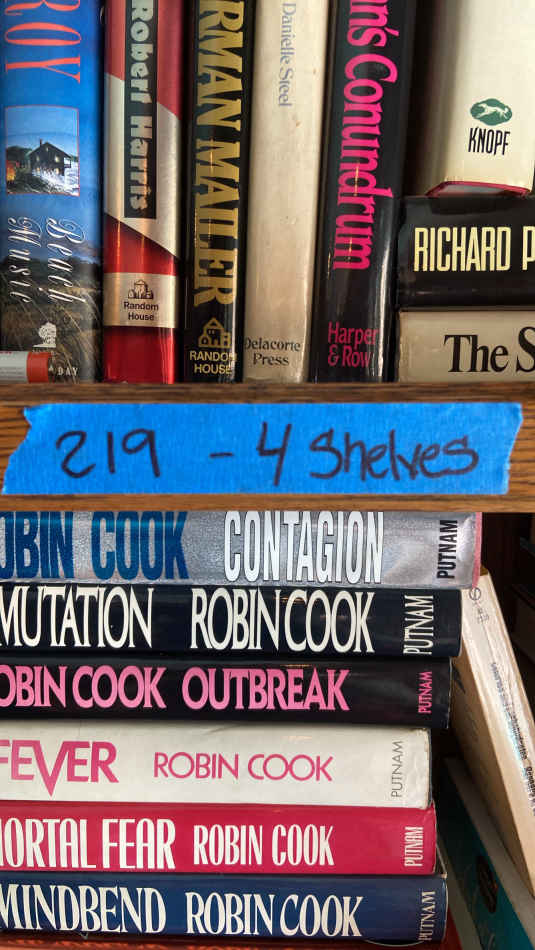 ROY
Beach
Music
DAY
Robert Harris
Random
House
RMAN MAILER
RANDOM
HOUSE
Danielle Steel
Delacorte
Press
n's Conundrum
Harper
& Row
KNOPF
RICHARD P
The S
219 - 4 Shelves
OBIN COOK CONTAGION PUTNAM
MUTATION ROBIN COOK PUTNAM
OBIN COOK OUTBREAK PUTNAM
FEVER ROBIN COOK PUTNAM
MORTAL FEAR ROBIN COOK PUTNAM
MINDBEND ROBIN COOK PUTNAM